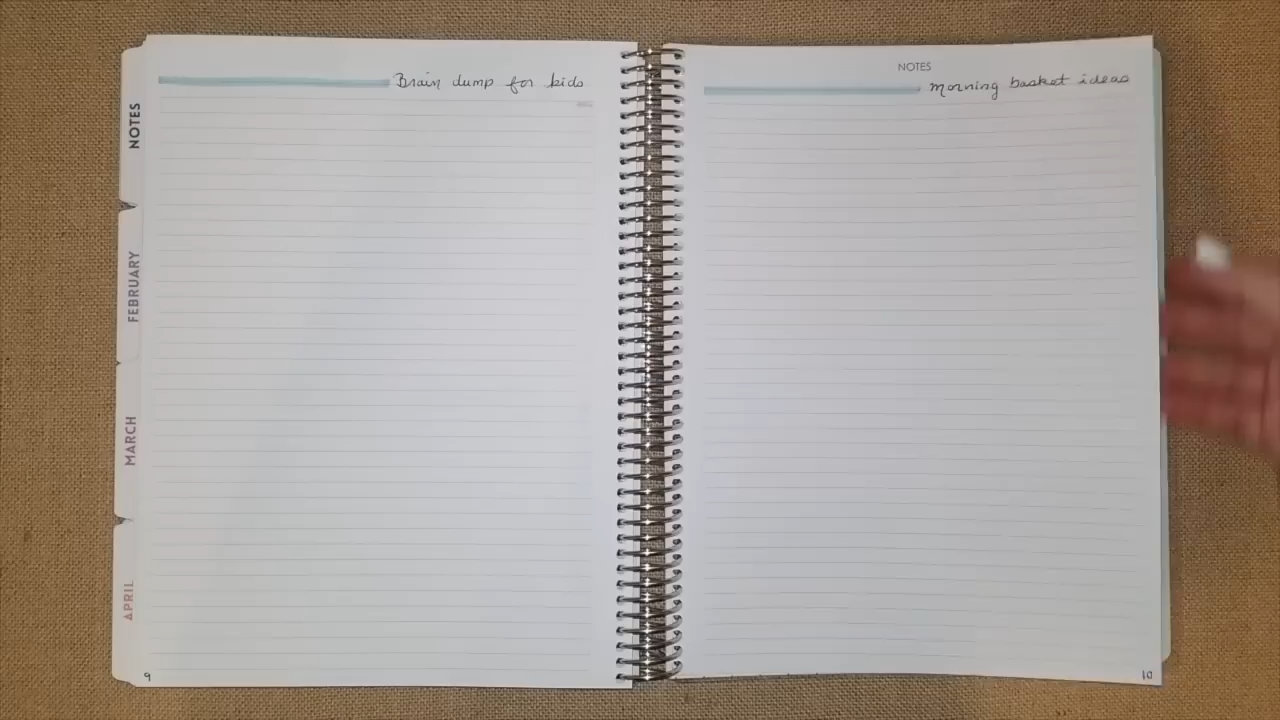 NOTES
FEBRUARY
MARCH
APRIL
Brain dump for kids
9
NOTES
Morning basket ideas
10